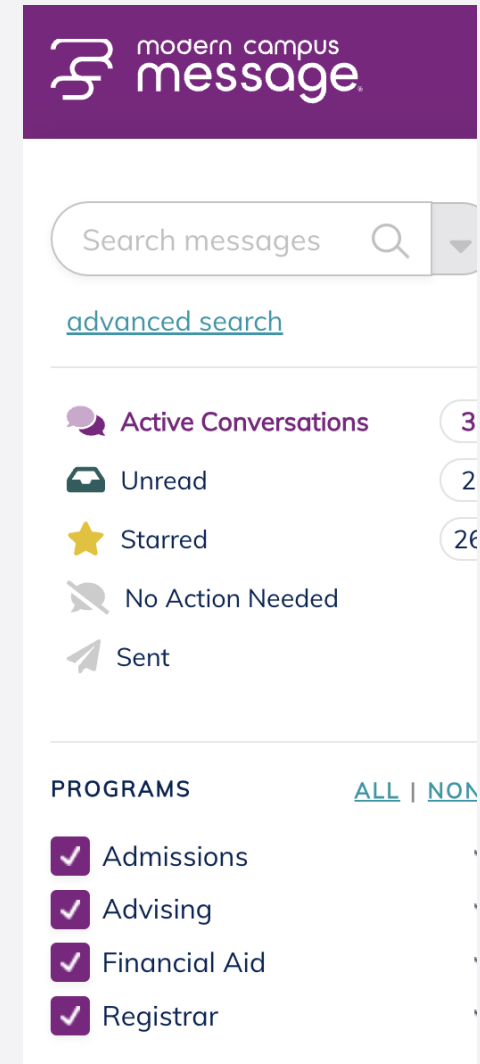 modern campus
message
Search messages
advanced search
Active Conversations 3
Unread 2
Starred 26
No Action Needed
Sent
PROGRAMS ALL | NON
Admissions
Advising
Financial Aid
Registrar